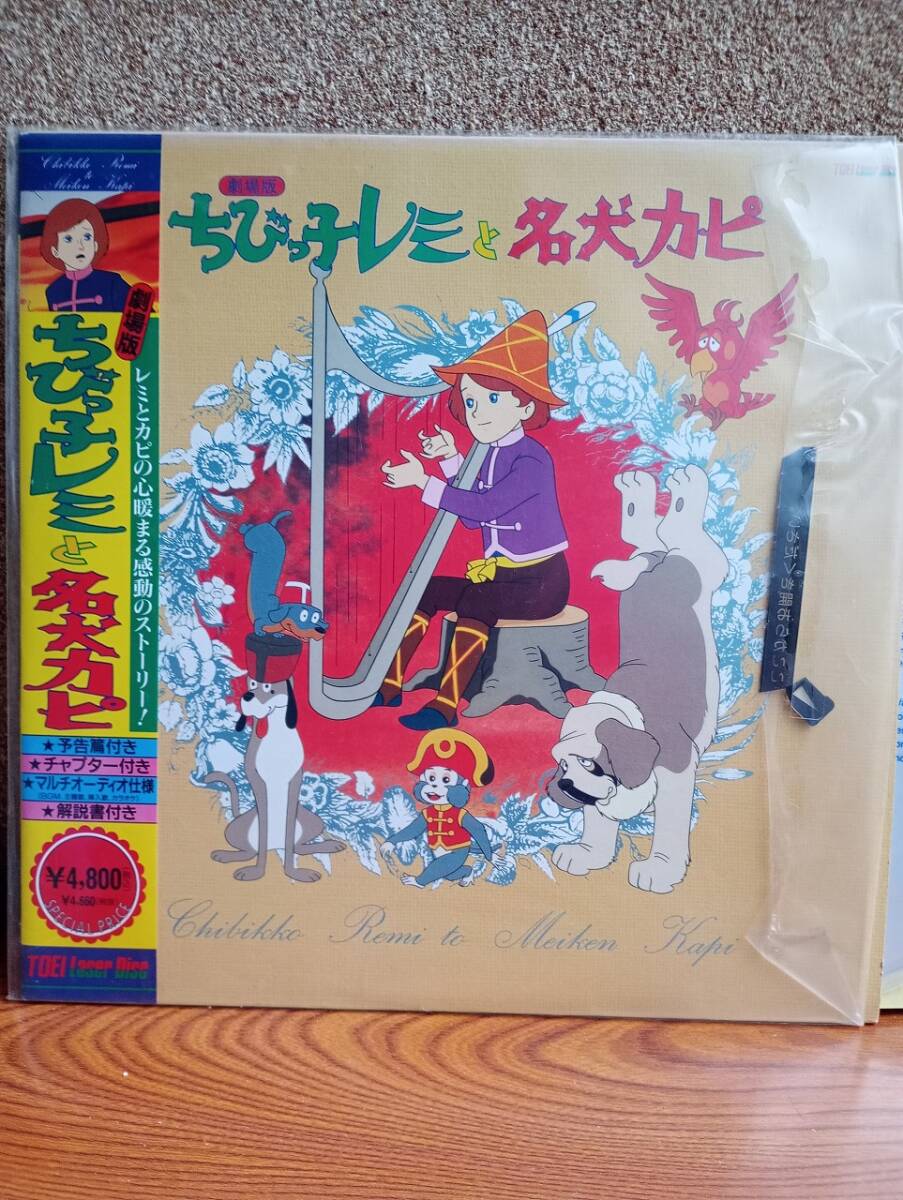 Chibikko Remi
to
Meiken Kapi
劇場版
ちびっ子レミと名犬カピ
レミとカピの心暖まる感動のストーリー!
★予告篇付き
★チャプター付き
★マルチオーディオ仕様
★解説書付き
¥4,800
¥4,660
SPECIAL PRICE
TOEI Laser Disc
TOEI Laser Disc
劇場版
ちびっ子レミと名犬カピ
Chibikko Remi to Meiken Kapi